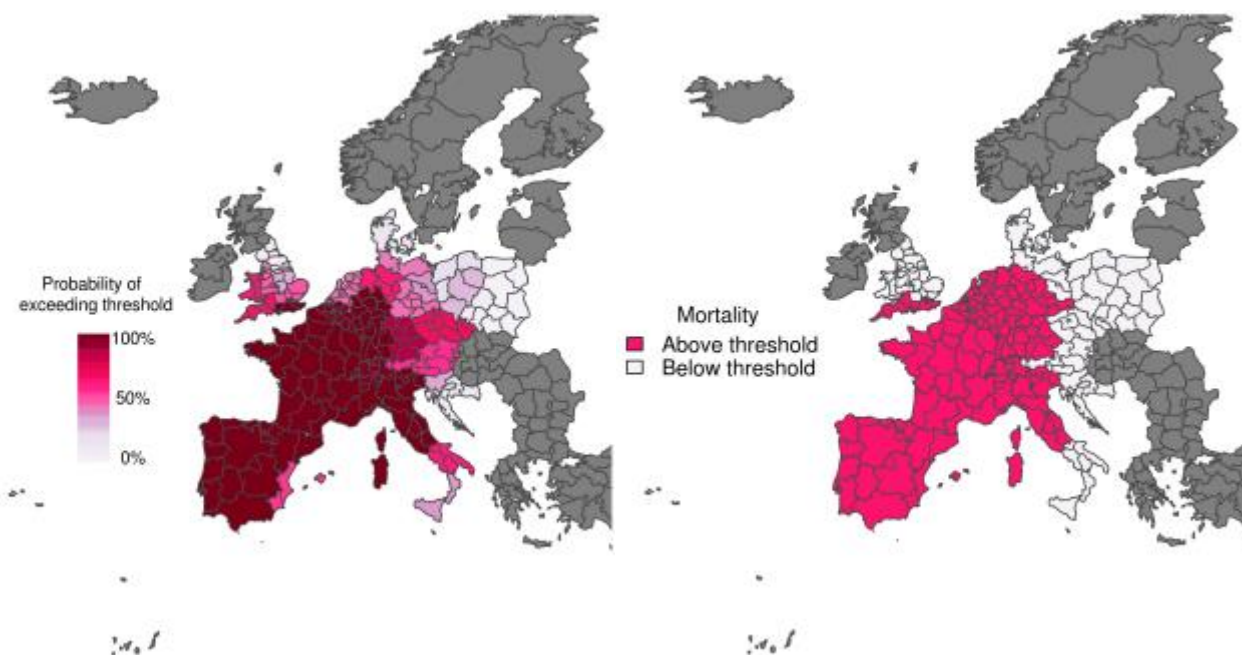 Probability of
exceeding threshold
100%
50%
0%
Mortality
Above threshold
Below threshold